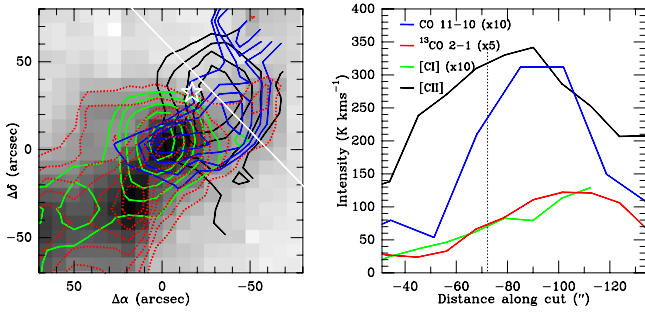 CO 11-10 (x10)
¹³CO 2-1 (x5)
[CI] (x10)
[CII]
Δδ (arcsec)
50
0
-50
50
0
-50
Δα (arcsec)
Intensity (K kms⁻¹)
400
350
300
250
200
150
100
50
0
-40
-60
-80
-100
-120
Distance along cut (″)